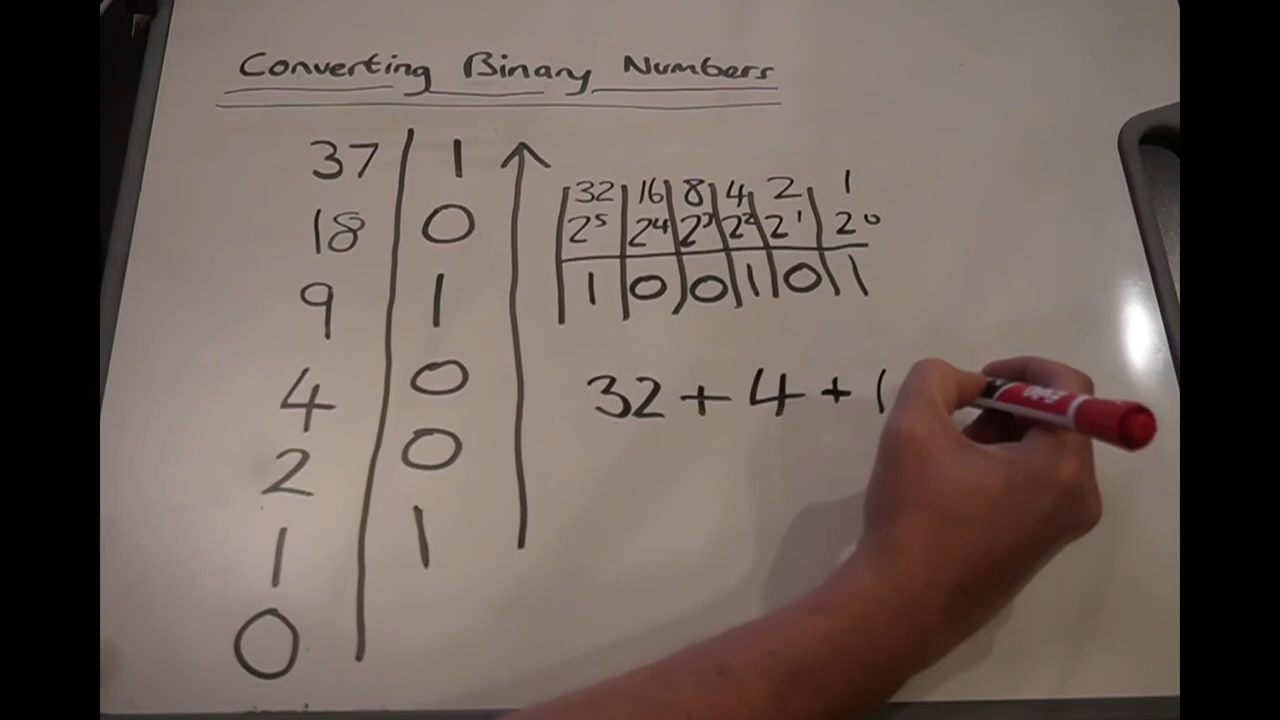 Converting Binary Numbers
37 1
18 0
9 1
4 0
2 0
1 1
0
32 16 8 4 2 1
2⁵ 2⁴ 2³ 2² 2¹ 2⁰
1 0 0 1 0 1
32 + 4 + 1